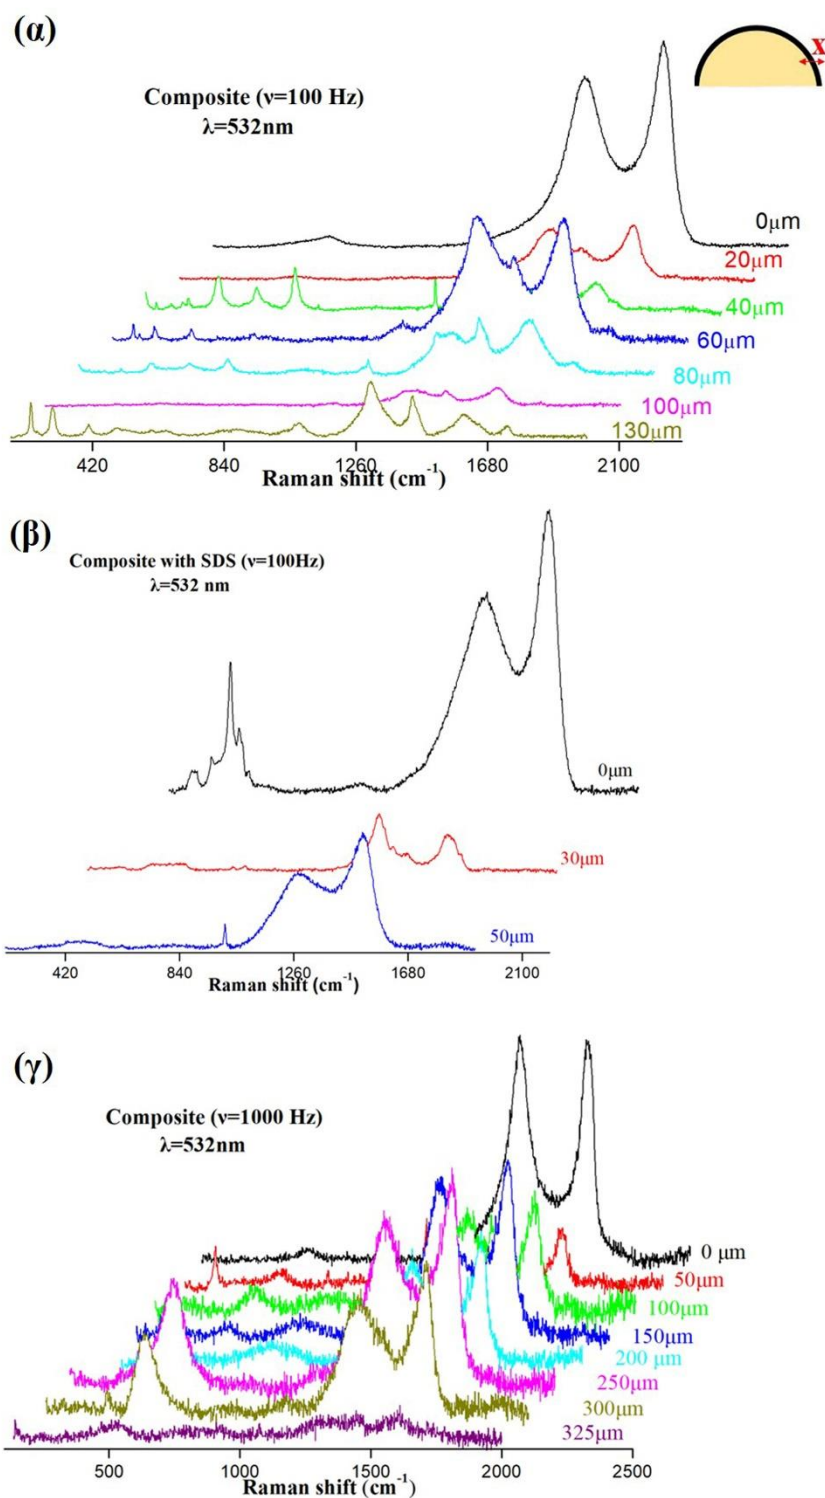 (α)
x
Composite (ν=100 Hz)
λ=532nm
0μm
20μm
40μm
60μm
80μm
100μm
130μm
420 840 1260 1680 2100
Raman shift (cm⁻¹)
(β)
Composite with SDS (ν=100Hz)
λ=532 nm
0μm
30μm
50μm
420 840 1260 1680 2100
Raman shift (cm⁻¹)
(γ)
Composite (ν=1000 Hz)
λ=532nm
0 μm
50μm
100μm
150μm
200 μm
250μm
300μm
325μm
500 1000 1500 2000 2500
Raman shift (cm⁻¹)